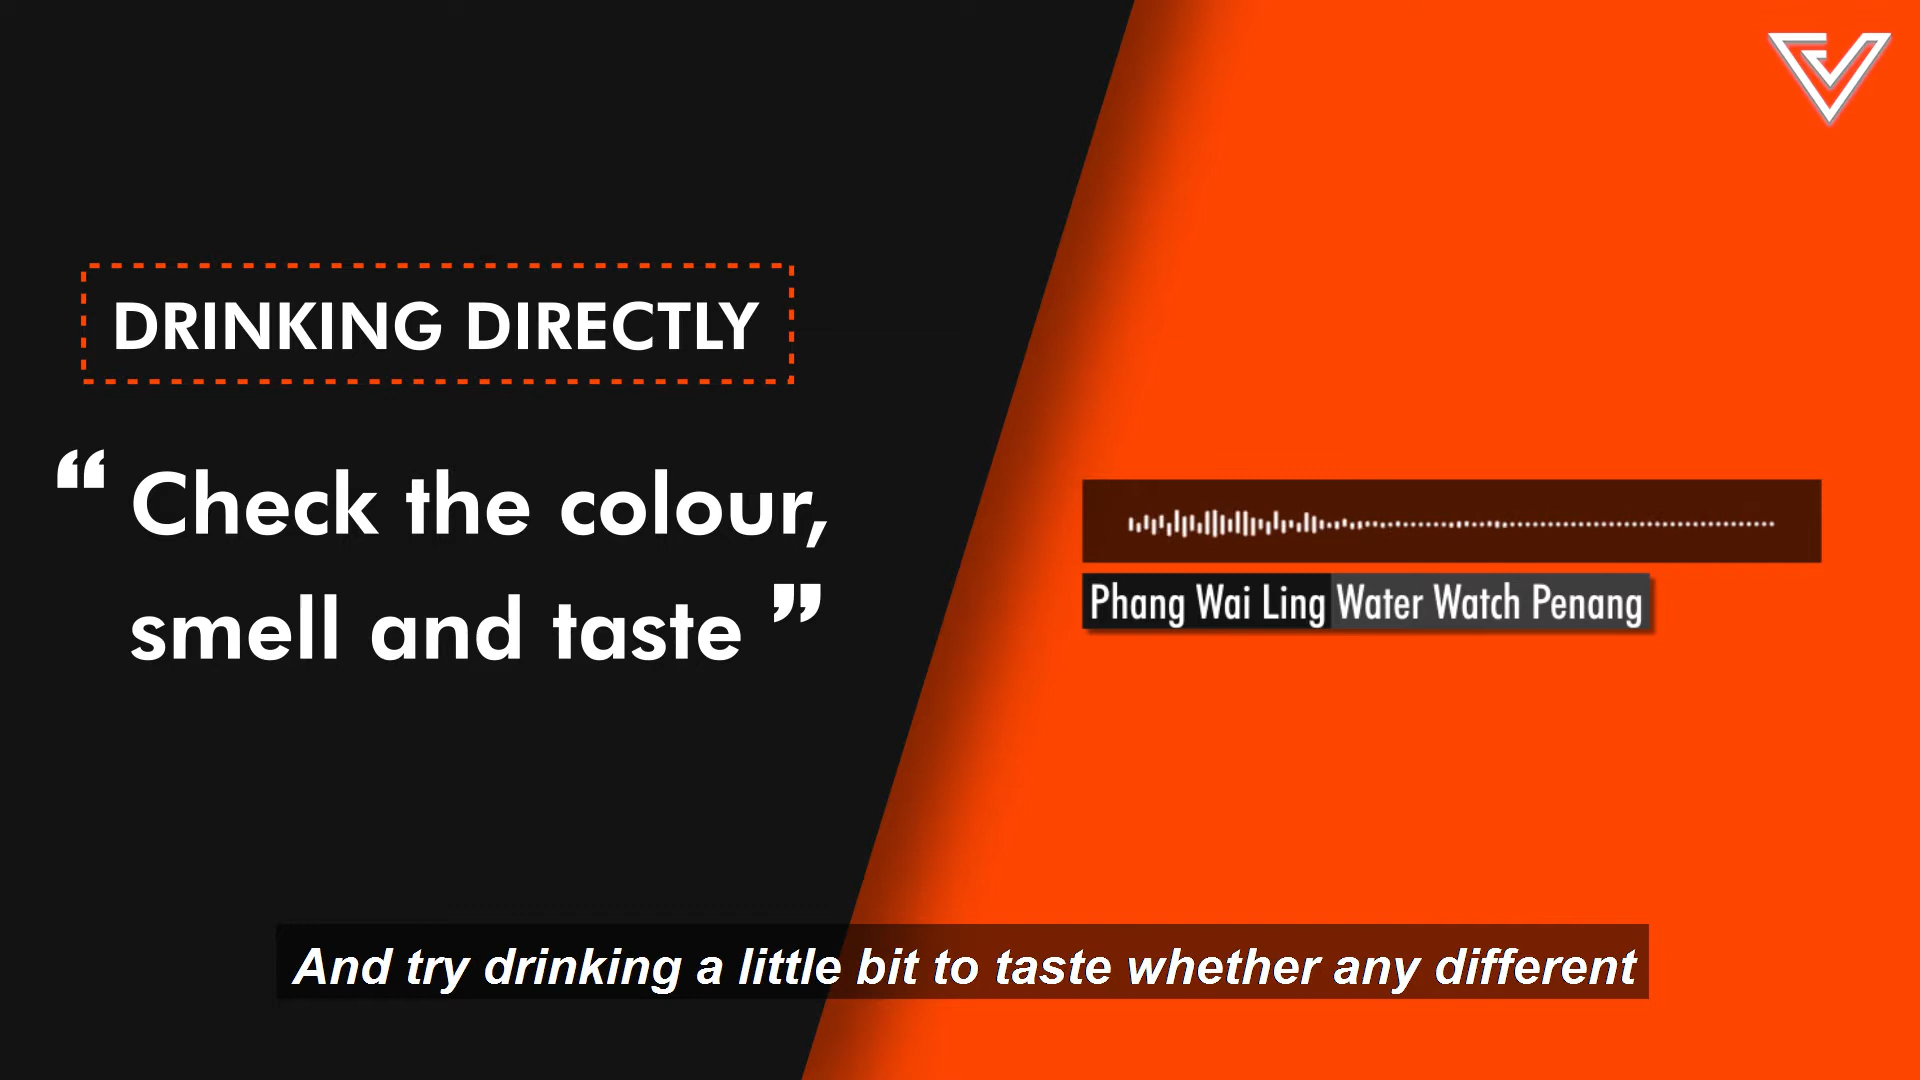 DRINKING DIRECTLY
“ Check the colour,
smell and taste ”
Phang Wai Ling Water Watch Penang
And try drinking a little bit to taste whether any different